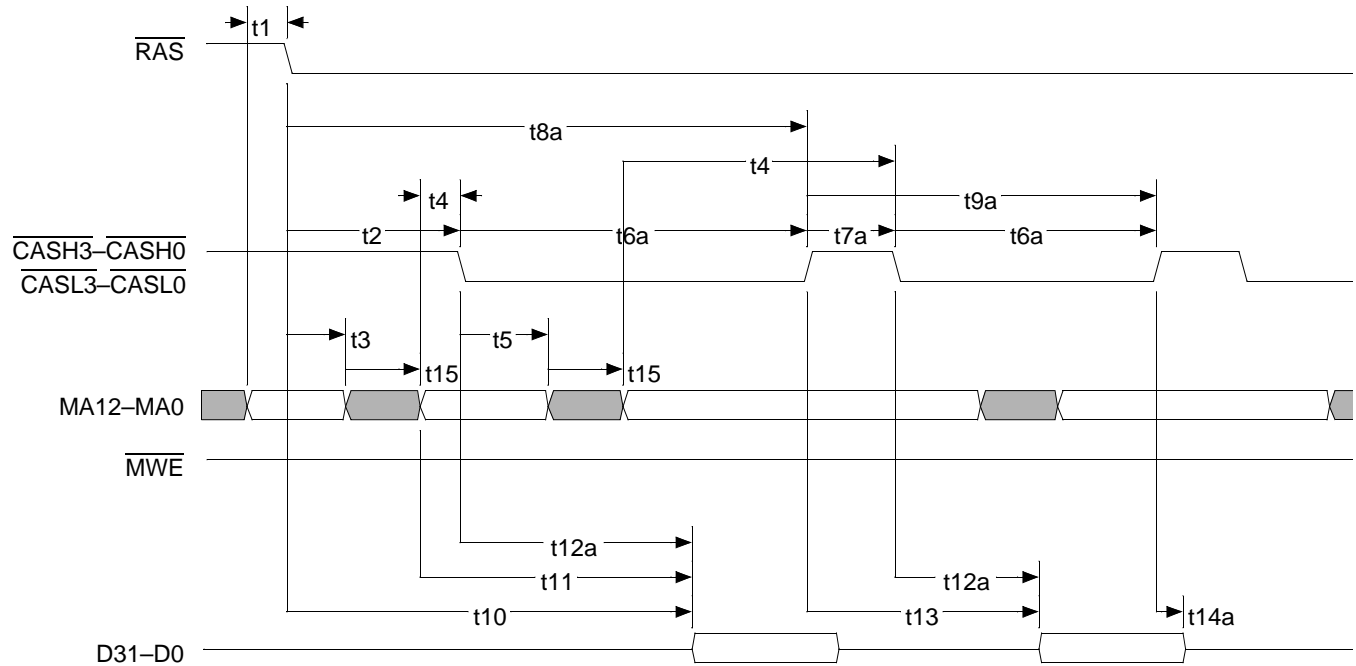 t1
RAS
t8a
t4
t4
t9a
t2
t6a
t7a
t6a
CASH3–CASH0
CASL3–CASL0
t3
t5
t15
t15
MA12–MA0
MWE
t12a
t11
t12a
t10
t13
t14a
D31–D0